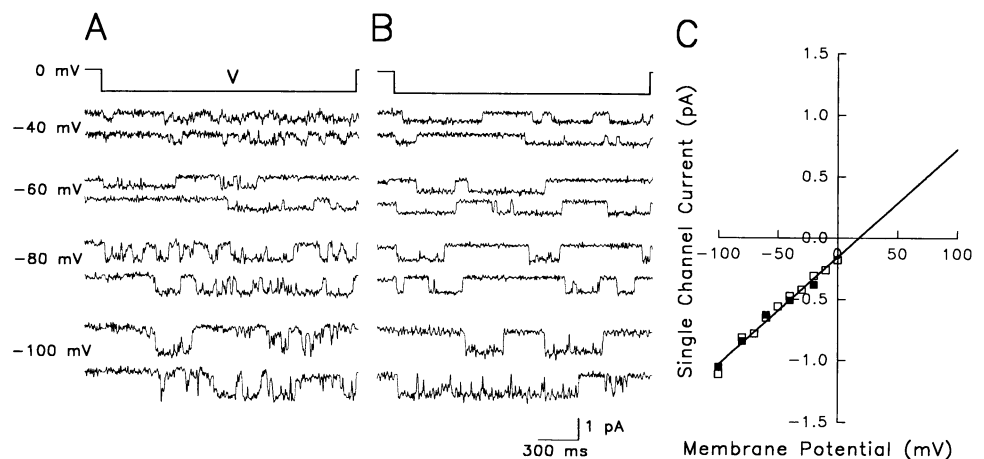 A
B
C
0 mV
V
−40 mV
−60 mV
−80 mV
−100 mV
1 pA
300 ms
Single Channel Current (pA)
1.5
1.0
0.5
0.0
−0.5
−1.0
−1.5
−100 −50 0 50 100
Membrane Potential (mV)